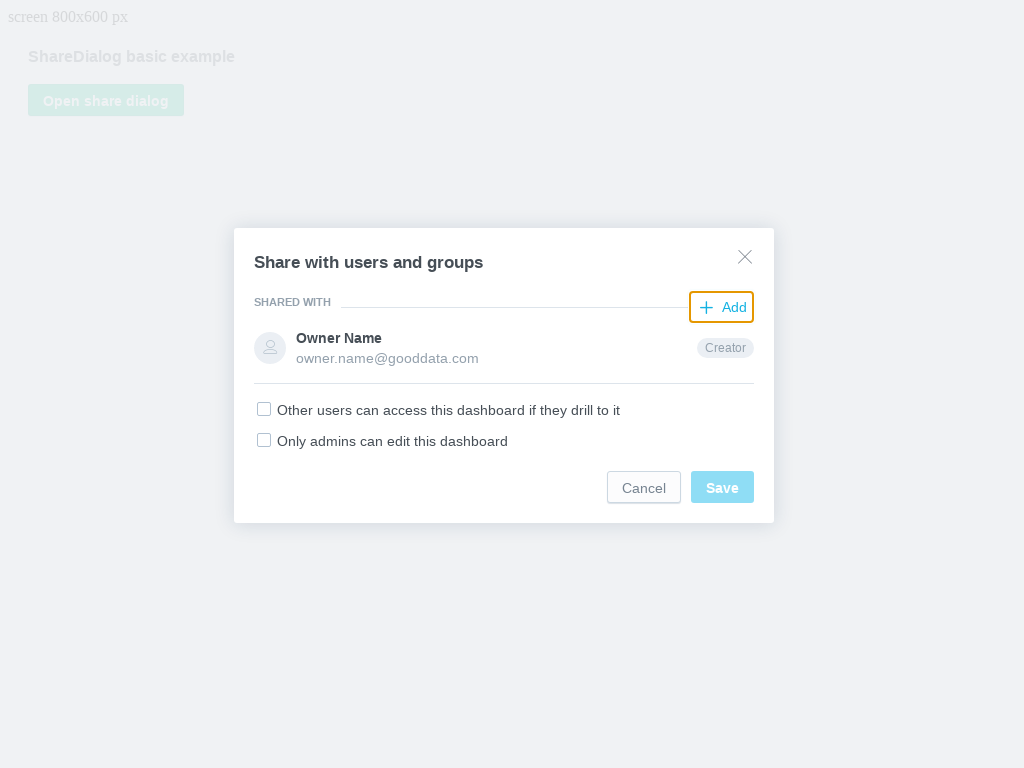 screen 800x600 px
ShareDialog basic example
Open share dialog
Share with users and groups
SHARED WITH
Add
Owner Name
owner.name@gooddata.com
Creator
Other users can access this dashboard if they drill to it
Only admins can edit this dashboard
Cancel
Save